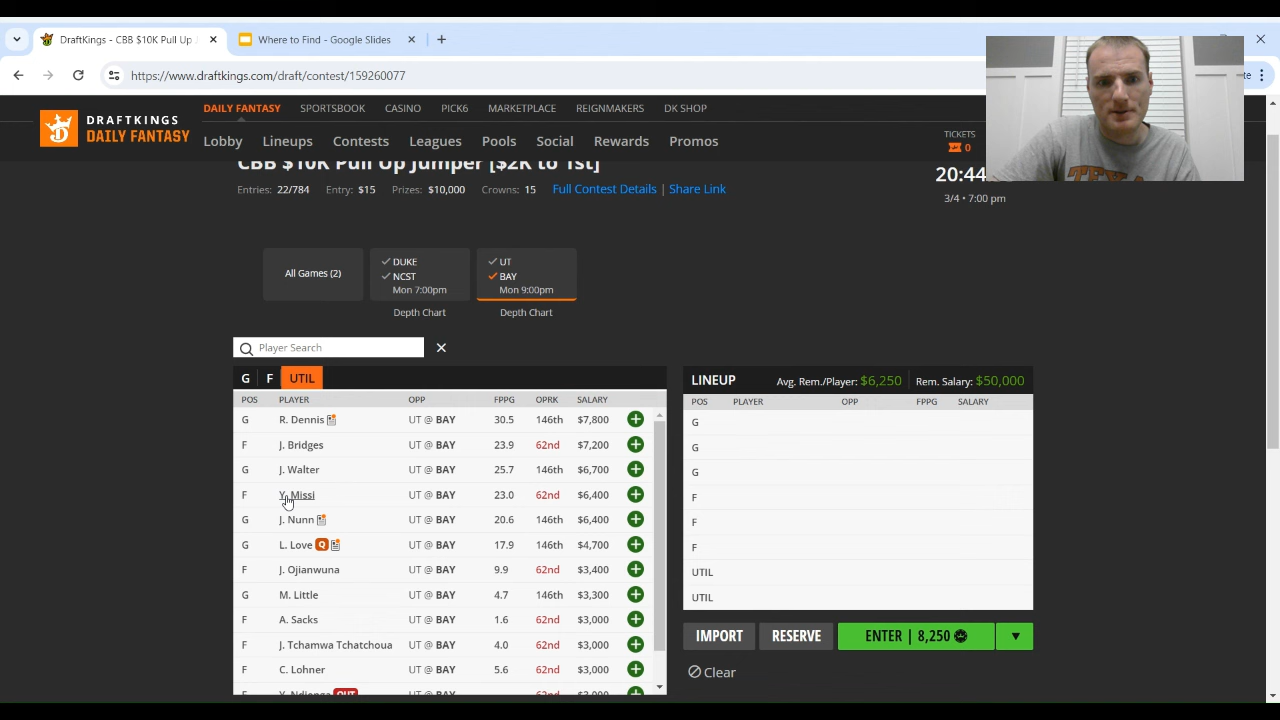 DraftKings - CBB $10K Pull Up
Where to Find - Google Slides
https://www.draftkings.com/draft/contest/159260077
DRAFTKINGS
DAILY FANTASY
DAILY FANTASY SPORTSBOOK CASINO PICK6 MARKETPLACE REIGNMAKERS DK SHOP
Lobby Lineups Contests Leagues Pools Social Rewards Promos
TICKETS
0
CBB $10K Pull Up Jumper [$2K to 1st]
Entries: 22/784 Entry: $15 Prizes: $10,000 Crowns: 15 Full Contest Details | Share Link
20:44
3/4 • 7:00 pm
All Games (2)
DUKE
NCST
Mon 7:00pm
Depth Chart
UT
BAY
Mon 9:00pm
Depth Chart
Player Search
G F UTIL
POS PLAYER OPP FPPG OPRK SALARY
G R. Dennis UT @ BAY 30.5 146th $7,800
F J. Bridges UT @ BAY 23.9 62nd $7,200
G J. Walter UT @ BAY 25.7 146th $6,700
F Y. Missi UT @ BAY 23.0 62nd $6,400
G J. Nunn UT @ BAY 20.6 146th $6,400
G L. Love Q UT @ BAY 17.9 146th $4,700
F J. Ojianwuna UT @ BAY 9.9 62nd $3,400
G M. Little UT @ BAY 4.7 146th $3,300
F A. Sacks UT @ BAY 1.6 62nd $3,000
F J. Tchamwa Tchatchoua UT @ BAY 4.0 62nd $3,000
F C. Lohner UT @ BAY 5.6 62nd $3,000
LINEUP Avg. Rem./Player: $6,250 Rem. Salary: $50,000
POS PLAYER OPP FPPG SALARY
G
G
G
F
F
F
UTIL
UTIL
IMPORT RESERVE ENTER | 8,250
Clear
TEXA